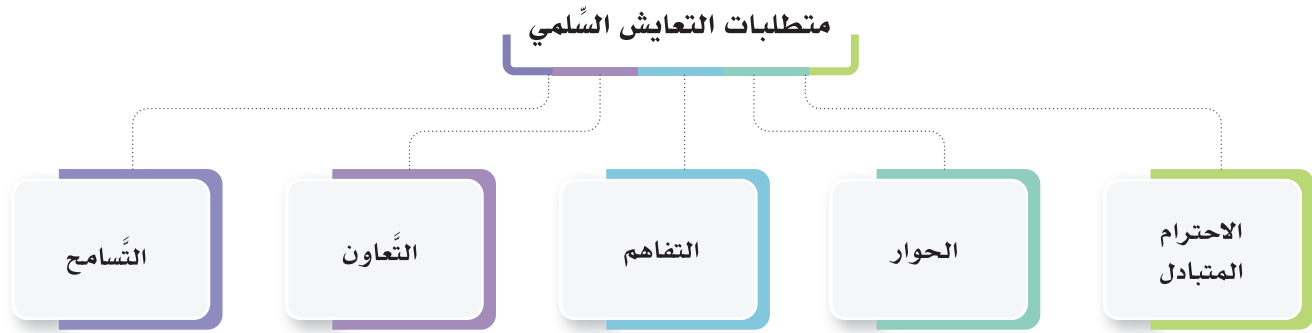 متطلبات التعايش السِّلمي
الاحترام
المتبادل
الحوار
التفاهم
التَّعاون
التَّسامح